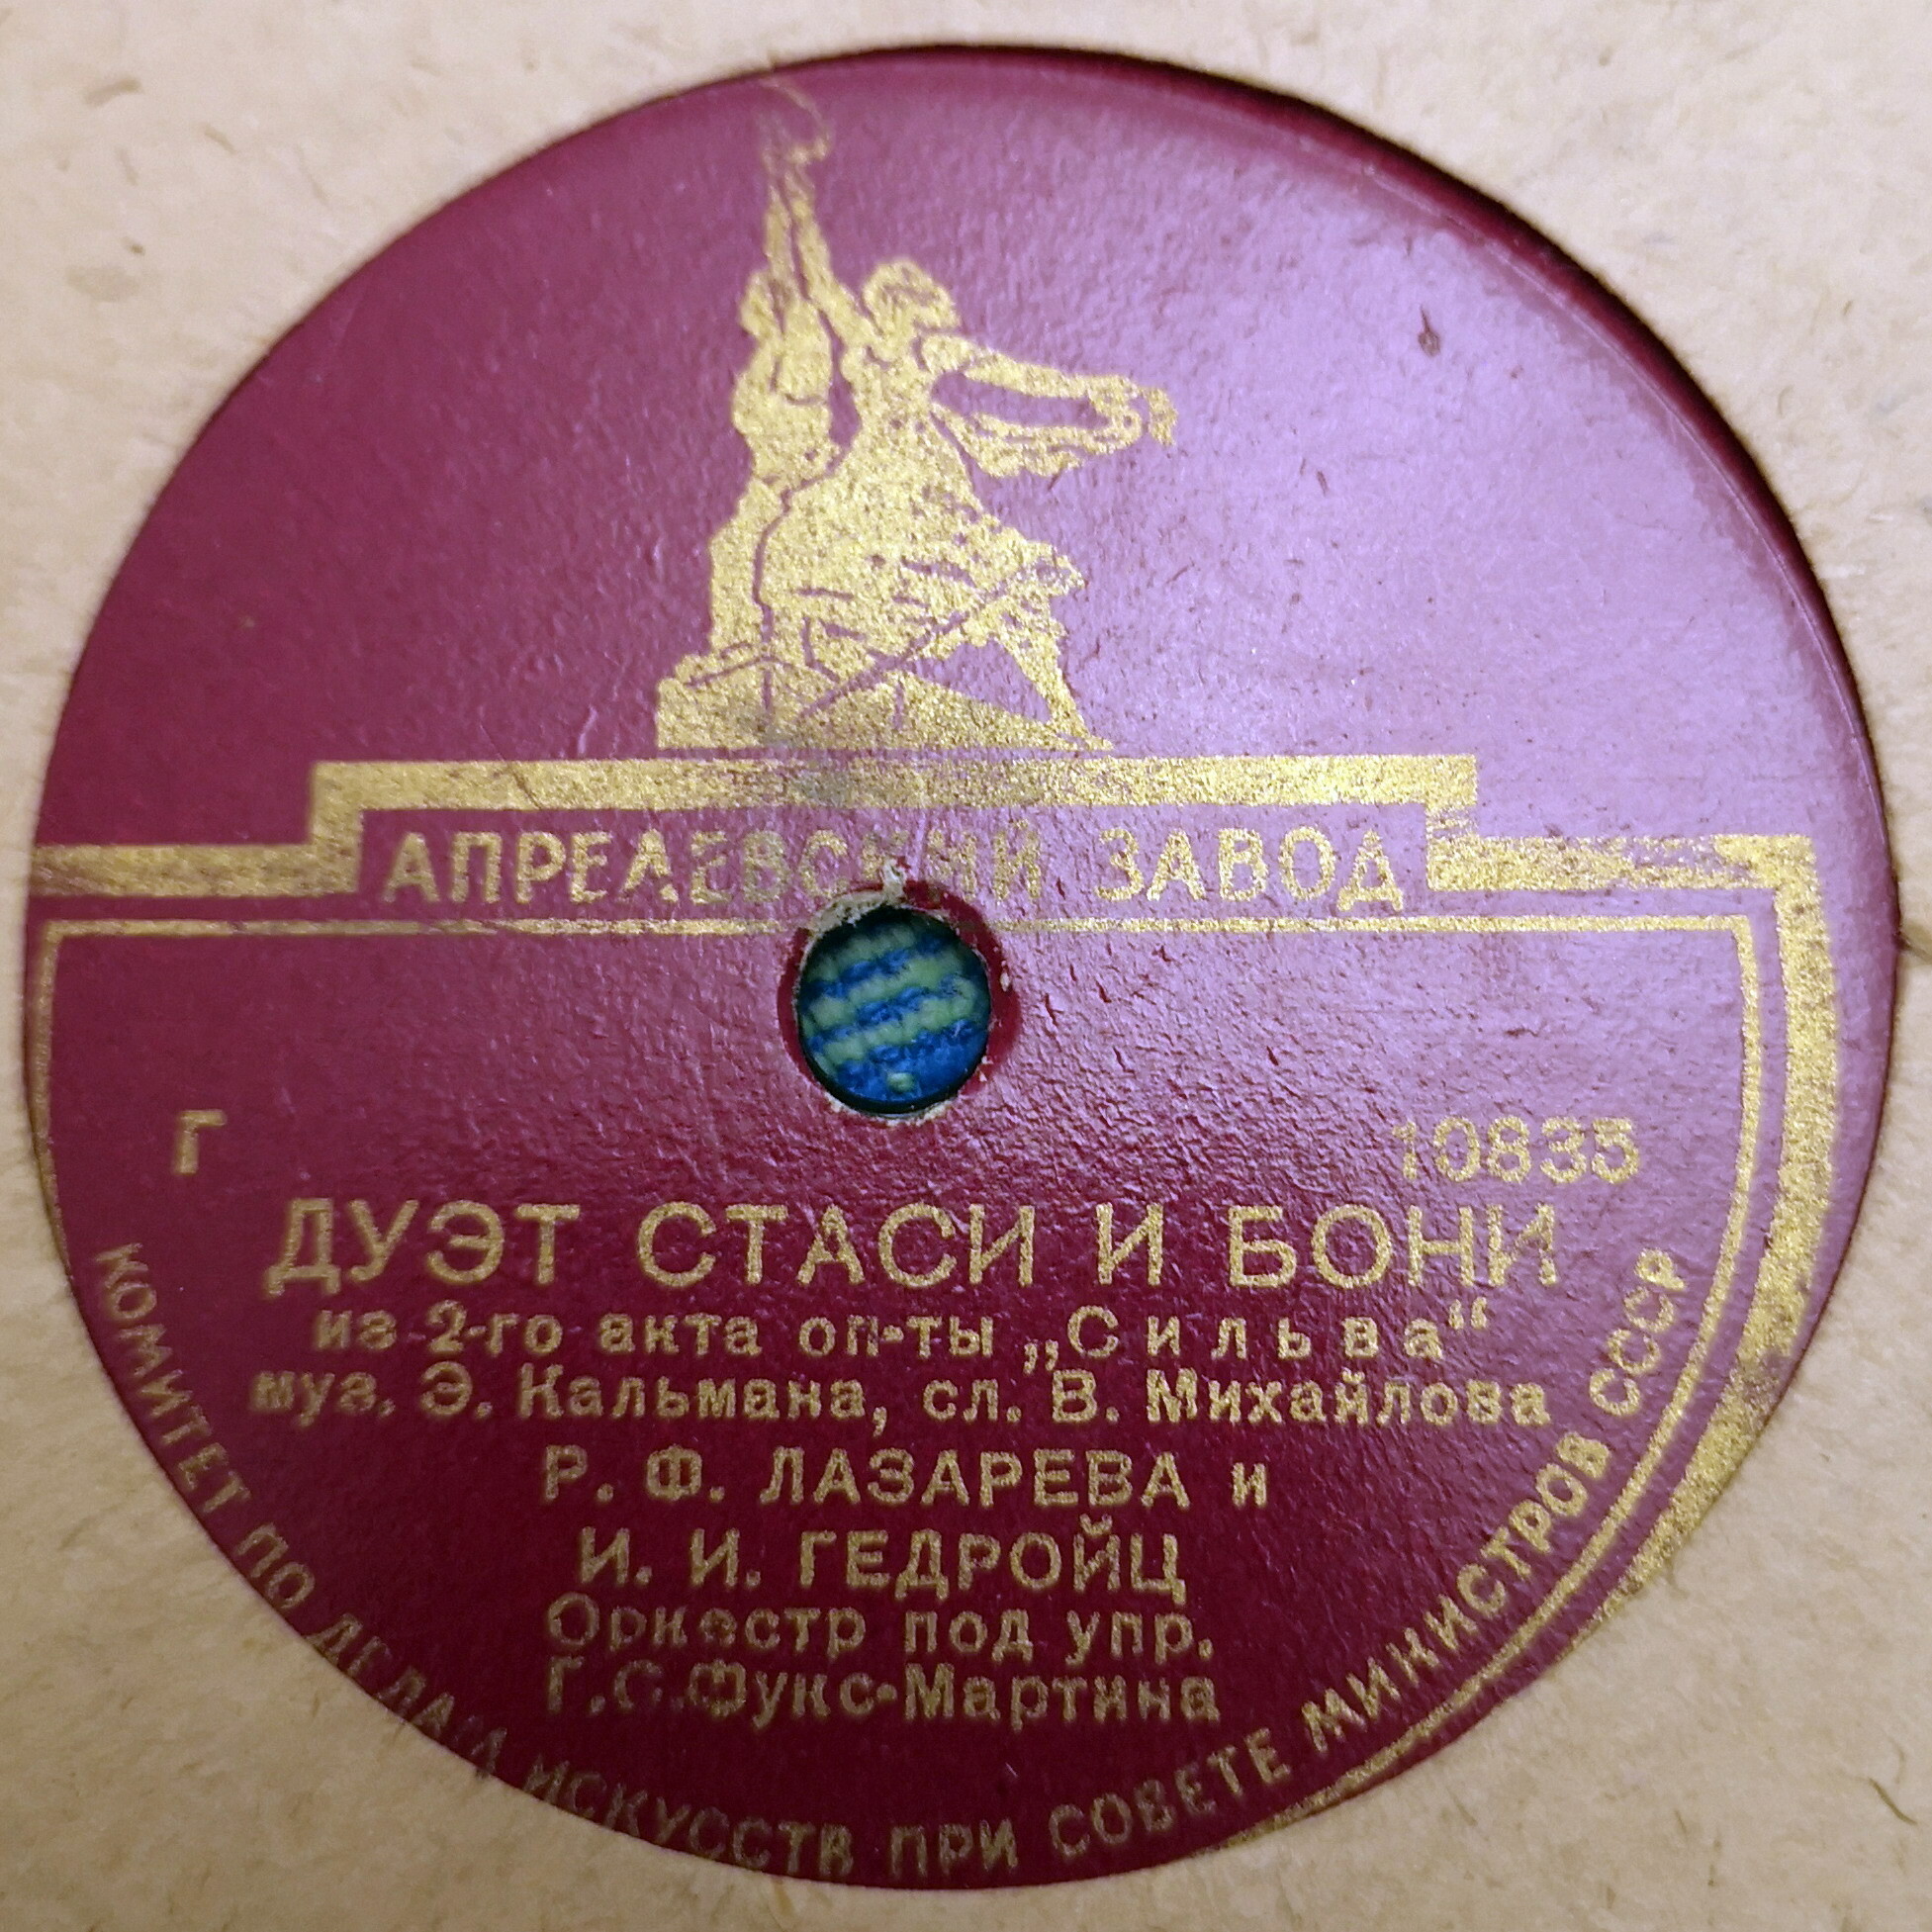 АПРЕЛЕВСКИЙ ЗАВОД
Г 10835
ДУЭТ СТАСИ И БОНИ
из 2-го акта оп-ты „Сильва“
муз. Э. Кальмана, сл. В. Михайлова
Р. Ф. ЛАЗАРЕВА и
И. И. ГЕДРОЙЦ
Оркестр под упр.
Г. С. Фукс-Мартина
КОМИТЕТ ПО ДЕЛАМ ИСКУССТВ ПРИ СОВЕТЕ МИНИСТРОВ СССР